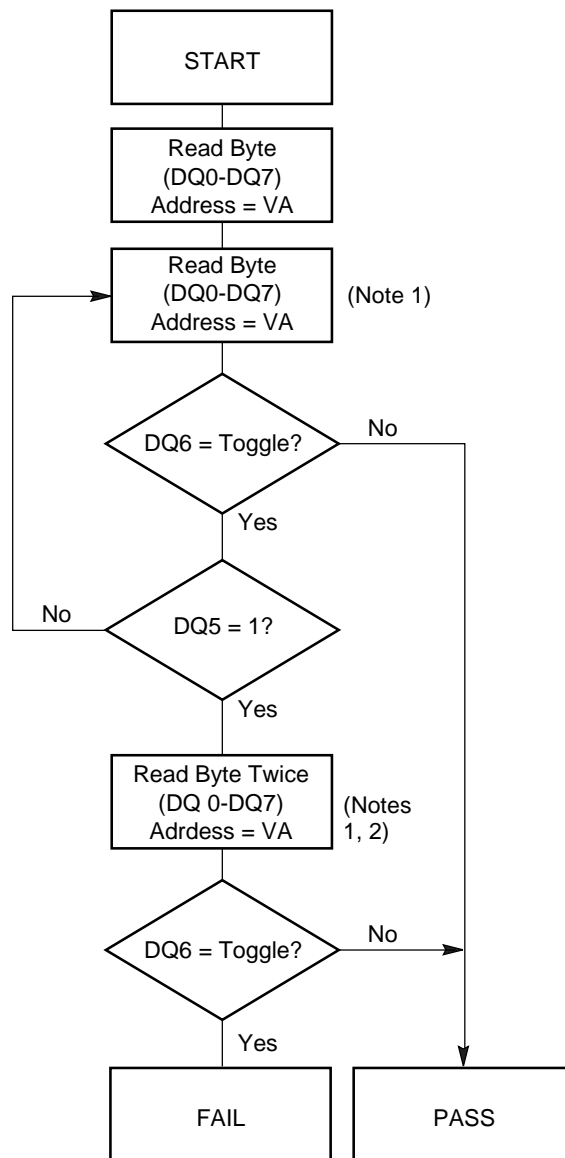 START
Read Byte
(DQ0-DQ7)
Address = VA
Read Byte
(DQ0-DQ7)
Address = VA
(Note 1)
DQ6 = Toggle?
No
Yes
No
DQ5 = 1?
Yes
Read Byte Twice
(DQ 0-DQ7)
Adrdess = VA
(Notes
1, 2)
DQ6 = Toggle?
No
Yes
FAIL
PASS